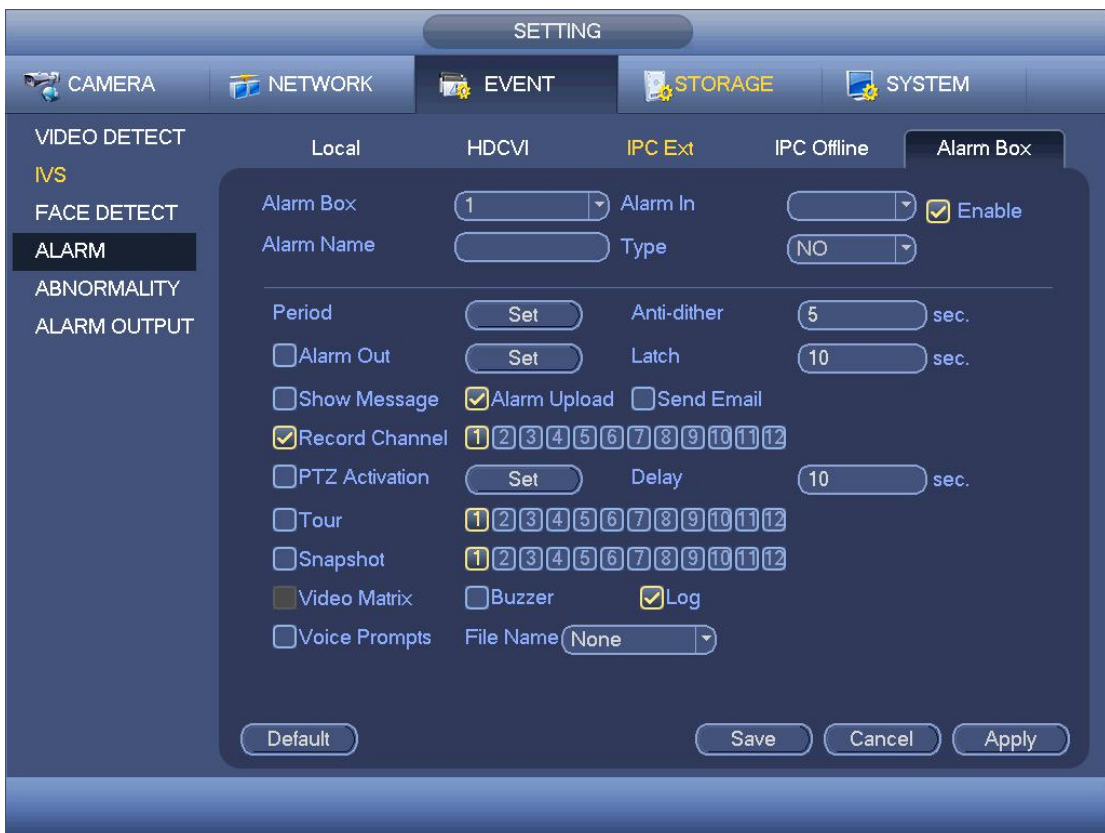 SETTING
CAMERA NETWORK EVENT STORAGE SYSTEM
VIDEO DETECT
IVS
FACE DETECT
ALARM
ABNORMALITY
ALARM OUTPUT
Local HDCVI IPC Ext IPC Offline Alarm Box
Alarm Box 1 Alarm In Enable
Alarm Name Type NO
Period Set Anti-dither 5 sec.
Alarm Out Set Latch 10 sec.
Show Message Alarm Upload Send Email
Record Channel 1 2 3 4 5 6 7 8 9 10 11 12
PTZ Activation Set Delay 10 sec.
Tour 1 2 3 4 5 6 7 8 9 10 11 12
Snapshot 1 2 3 4 5 6 7 8 9 10 11 12
Video Matrix Buzzer Log
Voice Prompts File Name None
Default Save Cancel Apply